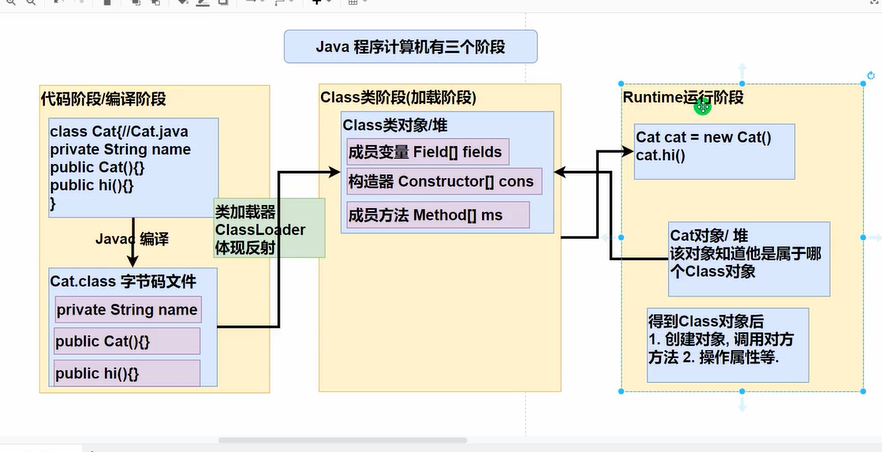 Java 程序计算机有三个阶段
代码阶段/编译阶段
class Cat{//Cat.java
private String name
public Cat(){}
public hi(){}
}
Javac 编译
Cat.class 字节码文件
private String name
public Cat(){}
public hi(){}
类加载器
ClassLoader
体现反射
Class类阶段(加载阶段)
Class类对象/堆
成员变量 Field[] fields
构造器 Constructor[] cons
成员方法 Method[] ms
Runtime运行阶段
Cat cat = new Cat()
cat.hi()
Cat对象/ 堆
该对象知道他是属于哪
个Class对象
得到Class对象后
1. 创建对象, 调用对方
方法 2. 操作属性等.